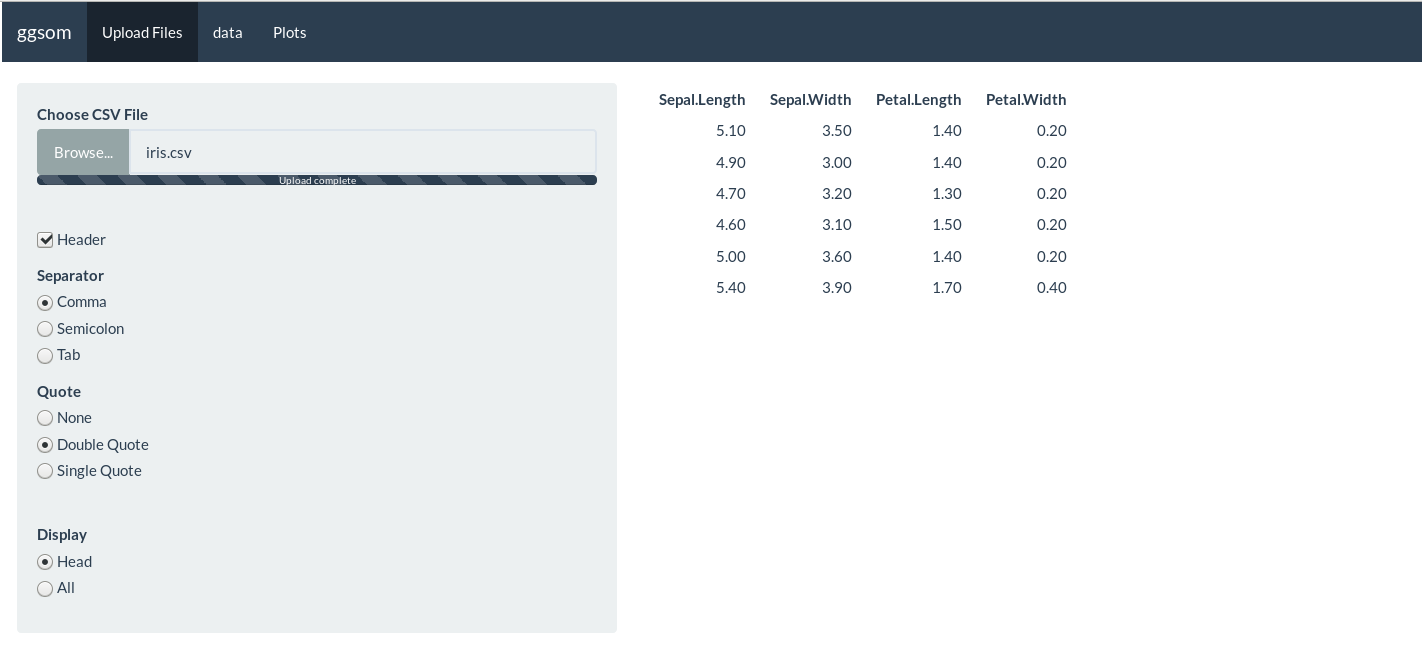 ggsom Upload Files data Plots
Choose CSV File
Browse... iris.csv
Upload complete
Header
Separator
Comma
Semicolon
Tab
Quote
None
Double Quote
Single Quote
Display
Head
All
Sepal.Length Sepal.Width Petal.Length Petal.Width
5.10 3.50 1.40 0.20
4.90 3.00 1.40 0.20
4.70 3.20 1.30 0.20
4.60 3.10 1.50 0.20
5.00 3.60 1.40 0.20
5.40 3.90 1.70 0.40